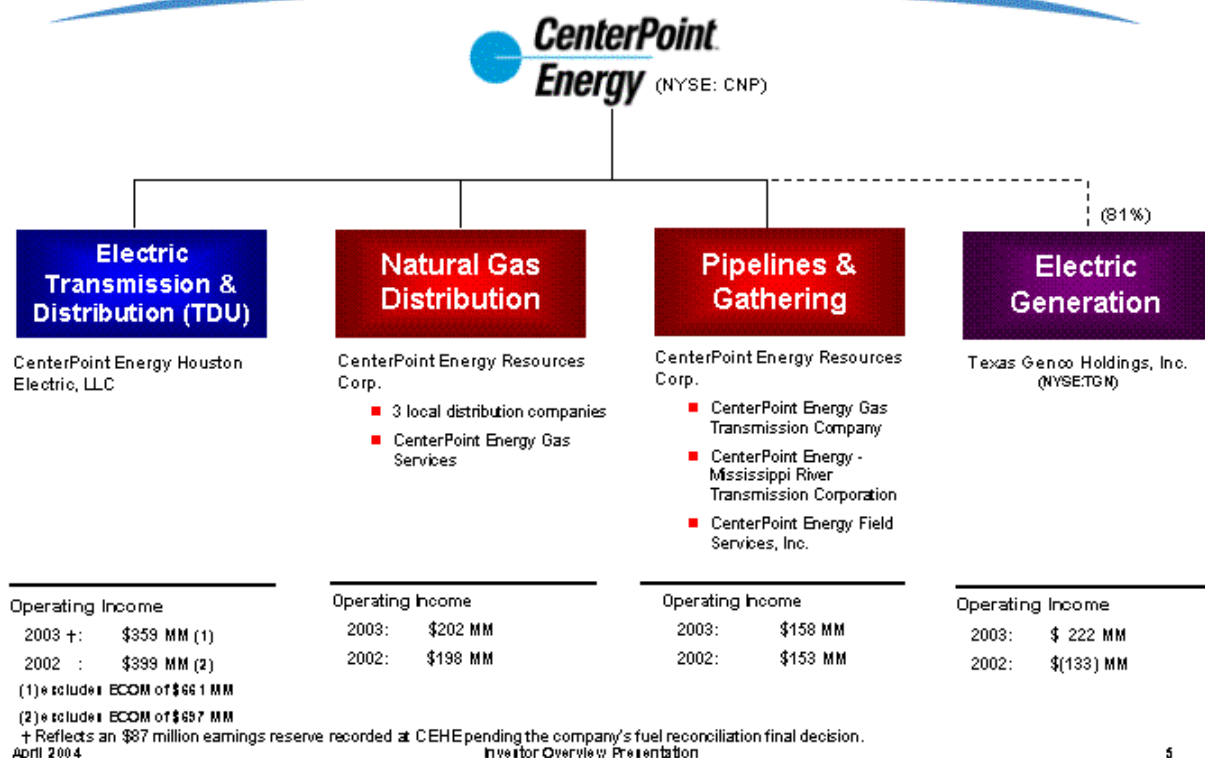 CenterPoint.
Energy (NYSE: CNP)
(81%)
Electric
Transmission &
Distribution (TDU)
CenterPoint Energy Houston
Electric, LLC
Natural Gas
Distribution
CenterPoint Energy Resources
Corp.
3 local distribution companies
CenterPoint Energy Gas
Services
Pipelines &
Gathering
CenterPoint Energy Resources
Corp.
CenterPoint Energy Gas
Transmission Company
CenterPoint Energy -
Mississippi River
Transmission Corporation
CenterPoint Energy Field
Services, Inc.
Electric
Generation
Texas Genco Holdings, Inc.
(NYSE:TGN)
Operating Income
2003 †: $359 MM (1)
2002 : $399 MM (2)
(1) excludes ECOM of $661 MM
(2) excludes ECOM of $697 MM
Operating Income
2003: $202 MM
2002: $198 MM
Operating Income
2003: $158 MM
2002: $153 MM
Operating Income
2003: $ 222 MM
2002: $(133) MM
† Reflects an $87 million earnings reserve recorded at CEHE pending the company's fuel reconciliation final decision.
April 2004
Investor Overview Presentation
5